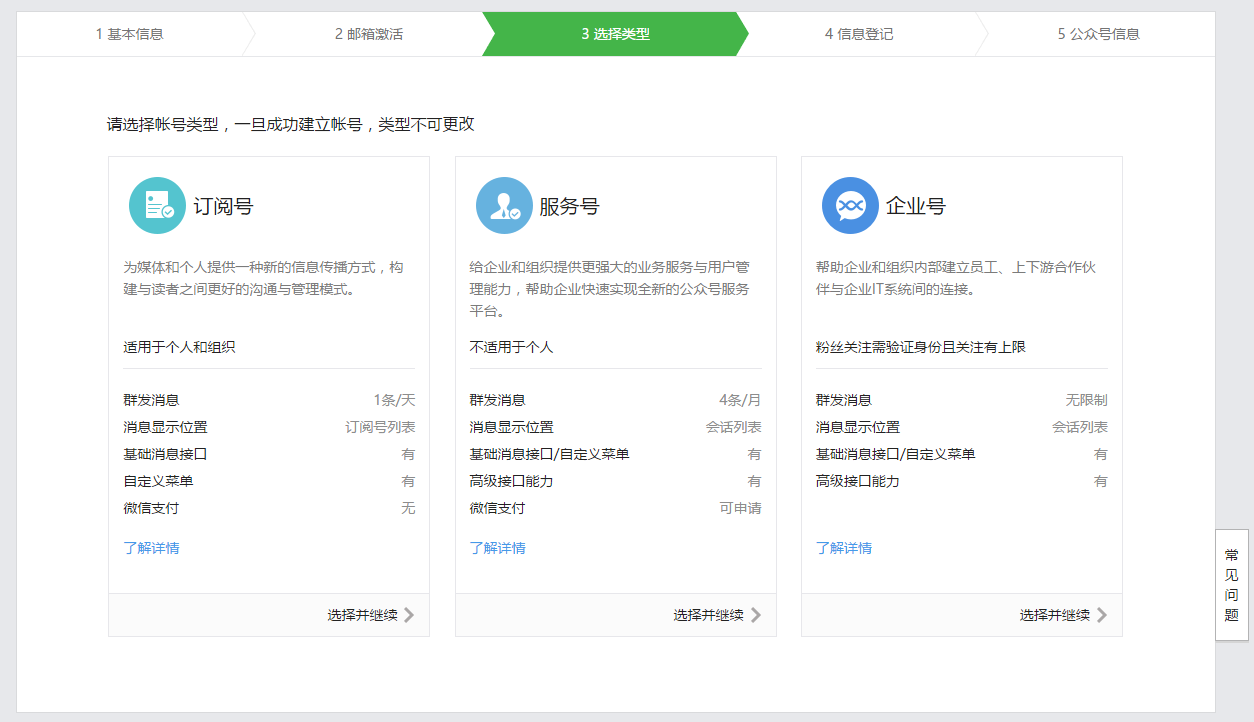 1 基本信息
2 邮箱激活
3 选择类型
4 信息登记
5 公众号信息
请选择帐号类型，一旦成功建立帐号，类型不可更改
订阅号
为媒体和个人提供一种新的信息传播方式，构
建与读者之间更好的沟通与管理模式。
适用于个人和组织
群发消息 1条/天
消息显示位置 订阅号列表
基础消息接口 有
自定义菜单 有
微信支付 无
了解详情
选择并继续
服务号
给企业和组织提供更强大的业务服务与用户管
理能力，帮助企业快速实现全新的公众号服务
平台。
不适用于个人
群发消息 4条/月
消息显示位置 会话列表
基础消息接口/自定义菜单 有
高级接口能力 有
微信支付 可申请
了解详情
选择并继续
企业号
帮助企业和组织内部建立员工、上下游合作伙
伴与企业IT系统间的连接。
粉丝关注需验证身份且关注有上限
群发消息 无限制
消息显示位置 会话列表
基础消息接口/自定义菜单 有
高级接口能力 有
了解详情
选择并继续
常
见
问
题